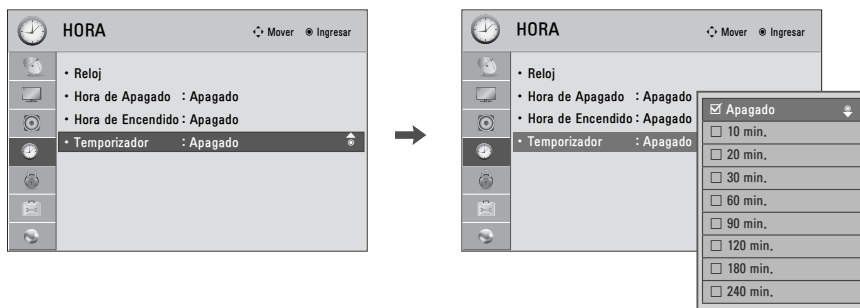 HORA
Mover
Ingresar
• Reloj
• Hora de Apagado : Apagado
• Hora de Encendido : Apagado
• Temporizador : Apagado
HORA
Mover
Ingresar
• Reloj
• Hora de Apagado : Apagado
• Hora de Encendido : Apagado
• Temporizador : Apagado
☑ Apagado
☐ 10 min.
☐ 20 min.
☐ 30 min.
☐ 60 min.
☐ 90 min.
☐ 120 min.
☐ 180 min.
☐ 240 min.